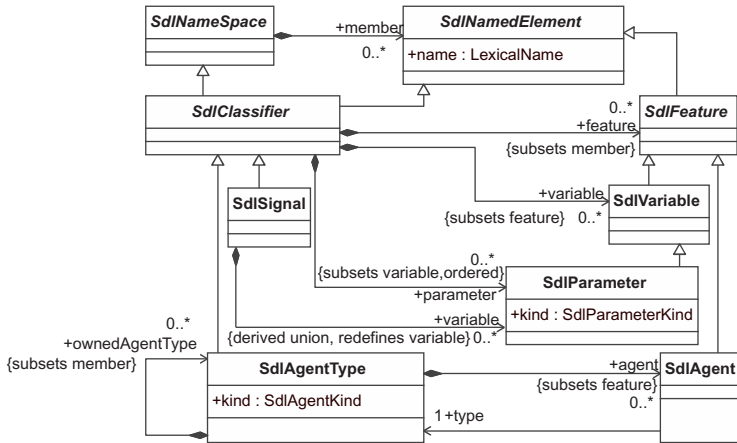 SdlNameSpace
+member
0..*
SdlNamedElement
+name : LexicalName
SdlClassifier
0..*
SdlFeature
+feature
{subsets member}
SdlSignal
+variable
{subsets feature}
0..*
SdlVariable
0..*
{subsets variable,ordered}
+parameter
SdlParameter
+kind : SdlParameterKind
+variable
{derived union, redefines variable}
0..*
0..*
+ownedAgentType
{subsets member}
SdlAgentType
+kind : SdlAgentKind
+agent
{subsets feature}
0..*
SdlAgent
1
+type